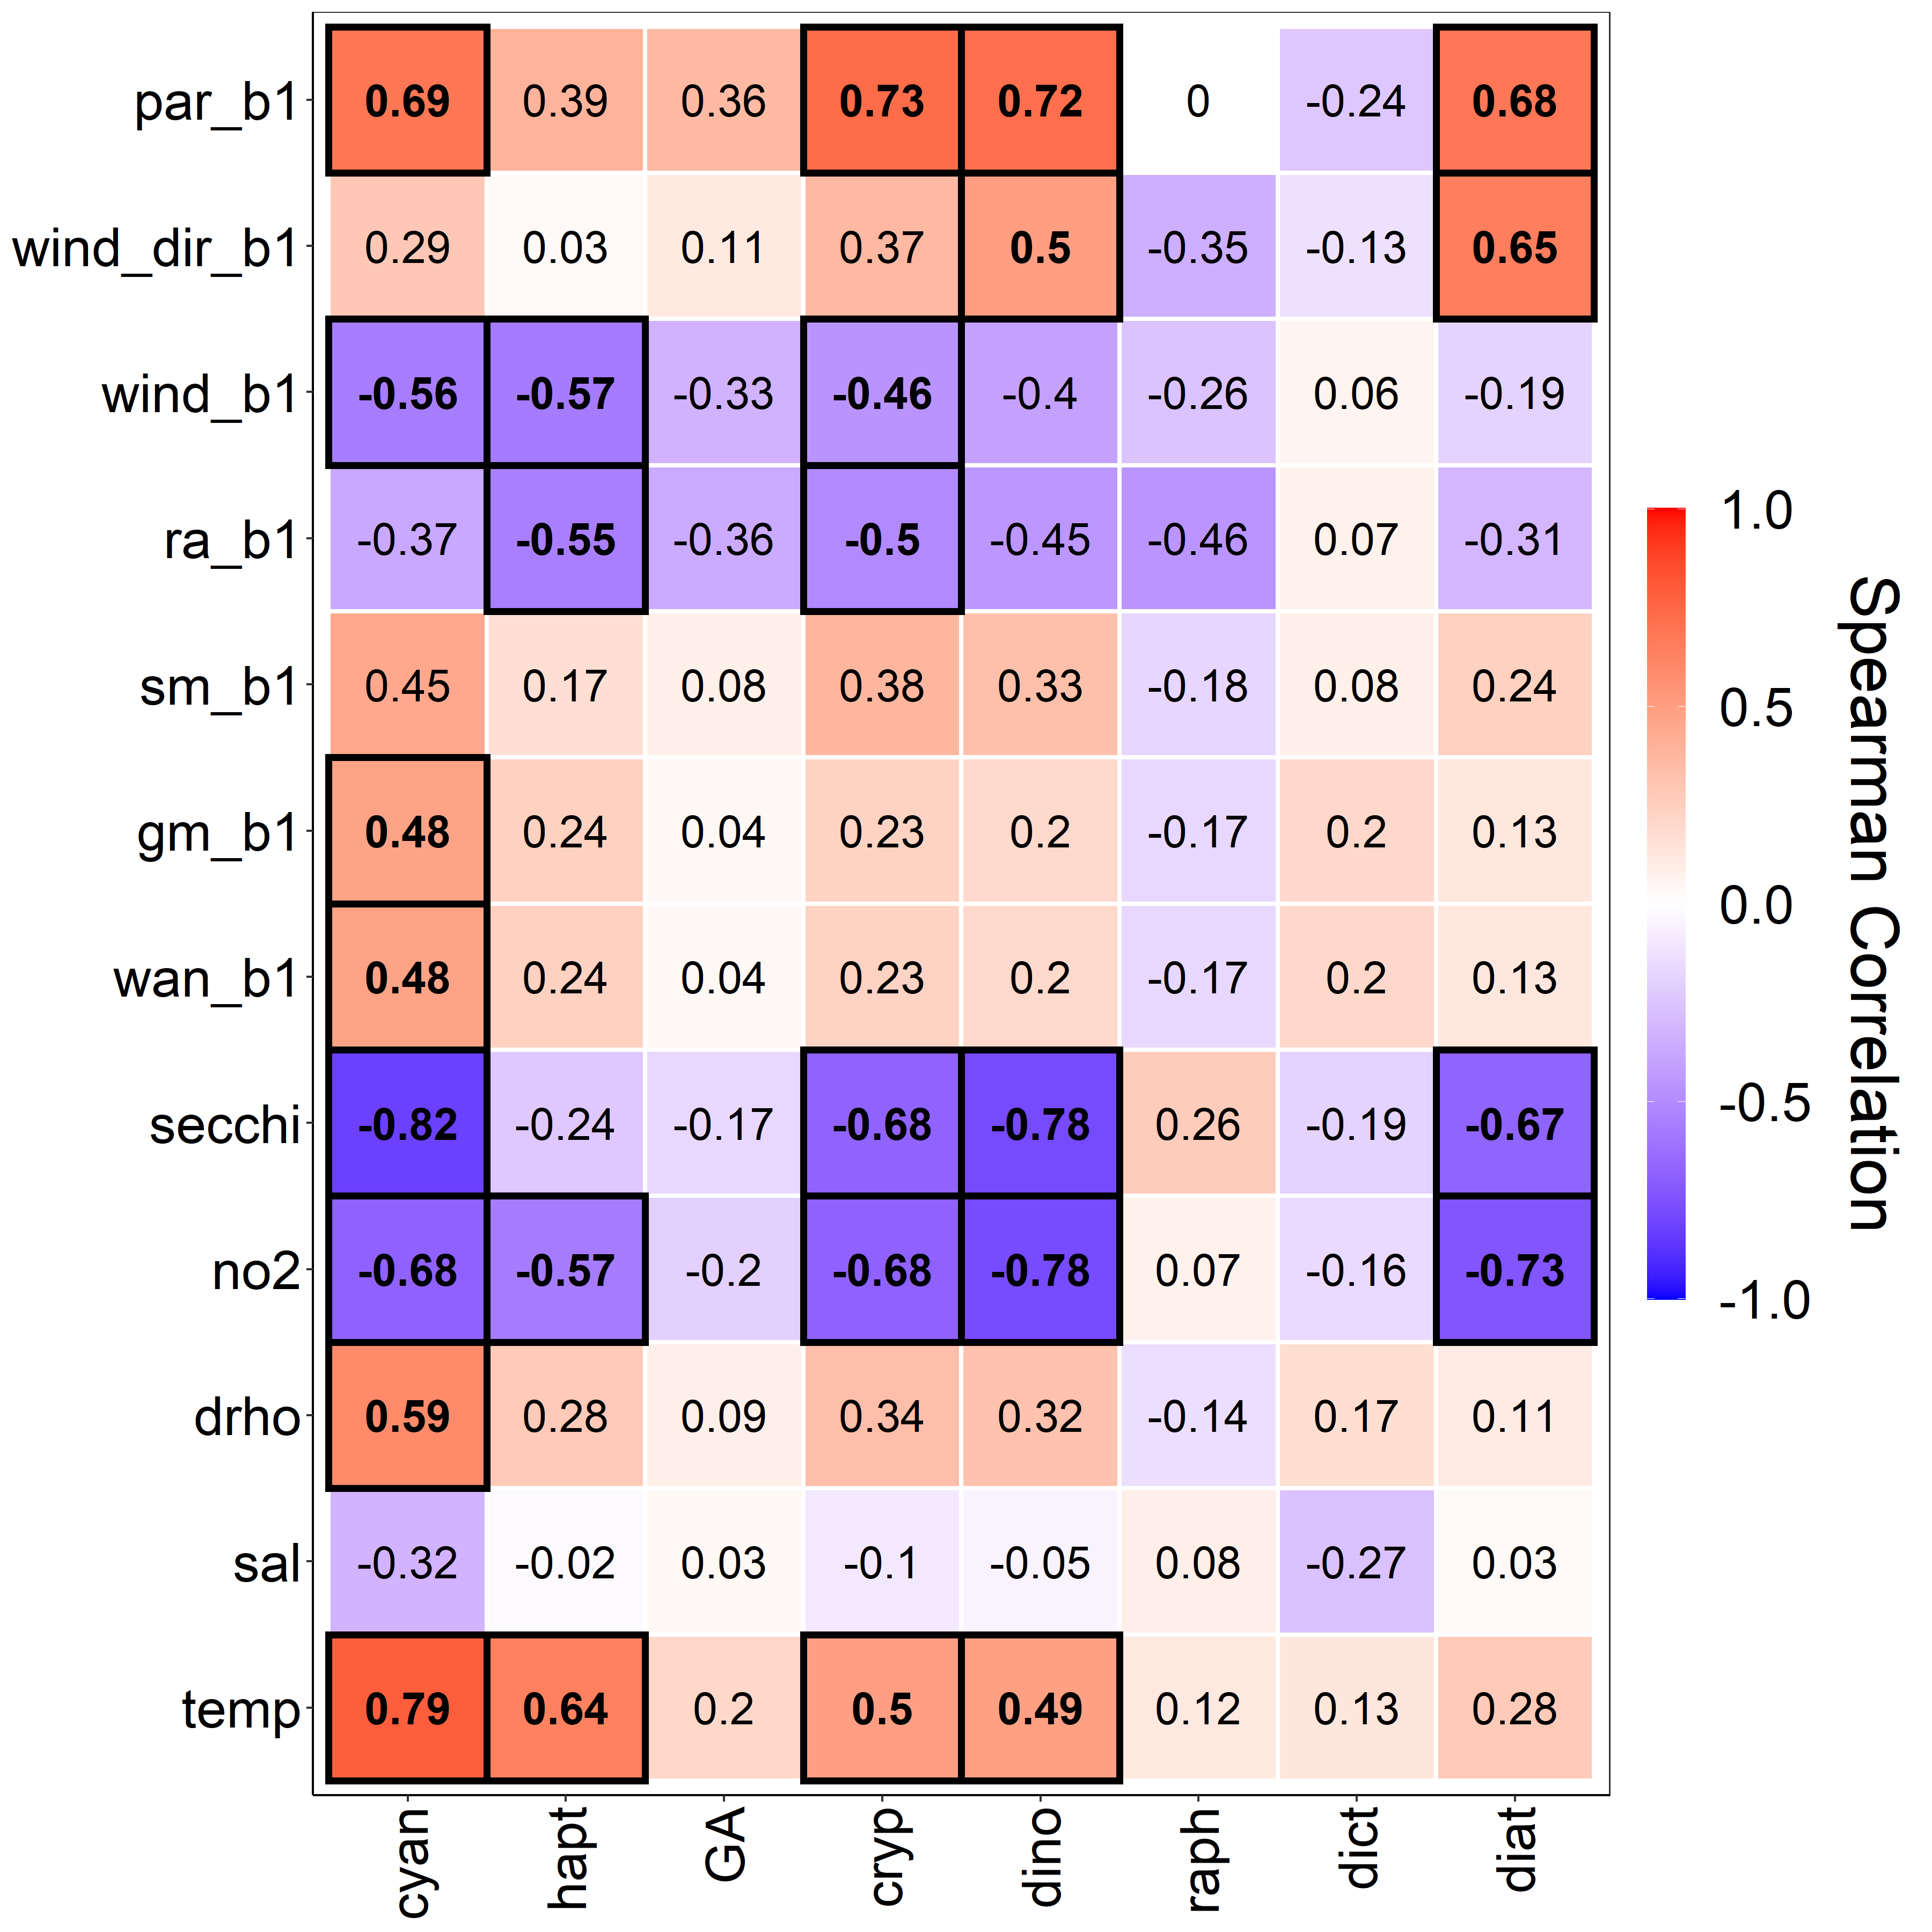 par_b1 0.69 0.39 0.36 0.73 0.72 0 -0.24 0.68
wind_dir_b1 0.29 0.03 0.11 0.37 0.5 -0.35 -0.13 0.65
wind_b1 -0.56 -0.57 -0.33 -0.46 -0.4 -0.26 0.06 -0.19
ra_b1 -0.37 -0.55 -0.36 -0.5 -0.45 -0.46 0.07 -0.31
sm_b1 0.45 0.17 0.08 0.38 0.33 -0.18 0.08 0.24
gm_b1 0.48 0.24 0.04 0.23 0.2 -0.17 0.2 0.13
wan_b1 0.48 0.24 0.04 0.23 0.2 -0.17 0.2 0.13
secchi -0.82 -0.24 -0.17 -0.68 -0.78 0.26 -0.19 -0.67
no2 -0.68 -0.57 -0.2 -0.68 -0.78 0.07 -0.16 -0.73
drho 0.59 0.28 0.09 0.34 0.32 -0.14 0.17 0.11
sal -0.32 -0.02 0.03 -0.1 -0.05 0.08 -0.27 0.03
temp 0.79 0.64 0.2 0.5 0.49 0.12 0.13 0.28
cyan hapt GA cryp dino raph dict diat
1.0
0.5
0.0
-0.5
-1.0
Spearman Correlation